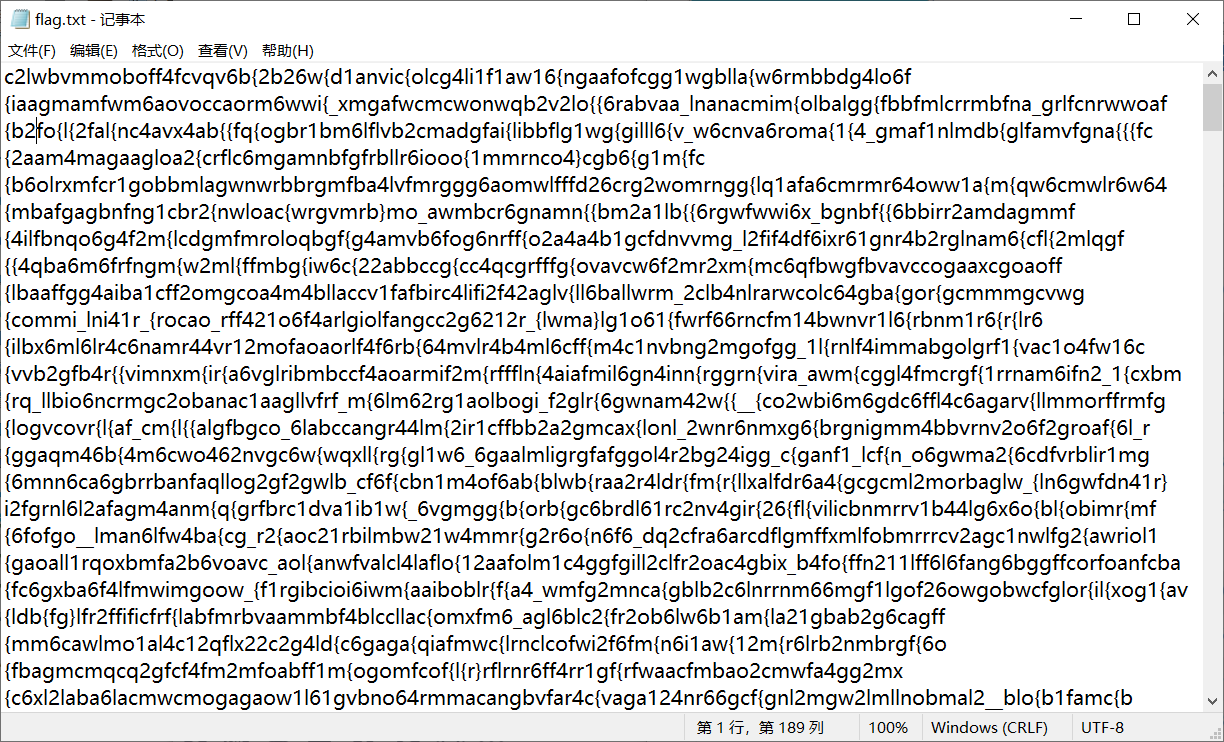 flag.txt - 记事本
文件(F) 编辑(E) 格式(O) 查看(V) 帮助(H)
c2lwbvmmoboff4fcvqv6b{2b26w{d1anvic{olcg4li1f1aw16{ngaafofcgg1wgblla{w6rmbbdg4lo6f
{iaagmamfwm6aovoccaorm6wwi{_xmgafwcmcwonwqb2v2lo{{6rabvaa_lnanacmim{olbalgg{fbbfmlcrrmbfna_grlfcnrwwoaf
{b2fo{l{2fal{nc4avx4ab{{fq{ogbr1bm6lflvb2cmadgfai{libbflg1wg{gilll6{v_w6cnva6roma{1{4_gmaf1nlmdb{glfamvfgna{{{fc
{2aam4magaagloa2{crflc6mgamnbfgfrbllr6iooo{1mmrnco4}cgb6{g1m{fc
{b6olrxmfcr1gobbmlagwnwrbbrgmfba4lvfmrggg6aomwlfffd26crg2womrngg{lq1afa6cmrmr64oww1a{m{qw6cmwlr6w64
{mbafgagbnfng1cbr2{nwloac{wrgvmrb}mo_awmbcr6gnamn{{bm2a1lb{{6rgwfwwi6x_bgnbf{{6bbirr2amdagmmf
{4ilfbnqo6g4f2m{lcdgmfmroloqbgf{g4amvb6fog6nrff{o2a4a4b1gcfdnvvmg_l2fif4df6ixr61gnr4b2rglnam6{cfl{2mlqgf
{{4qba6m6frfngm{w2ml{ffmbg{iw6c{22abbccg{cc4qcgrfffg{ovavcw6f2mr2xm{mc6qfbwgfbvavccogaaxcgoaoff
{lbaaffgg4aiba1cff2omgcoa4m4bllaccv1fafbirc4lifi2f42aglv{ll6ballwrm_2clb4nlrarwcolc64gba{gor{gcmmmgcvwg
{commi_lni41r_{rocao_rff421o6f4arlgiolfangcc2g6212r_{lwma}lg1o61{fwrf66rncfm14bwnvr1l6{rbnm1r6{r{lr6
{ilbx6ml6lr4c6namr44vr12mofaoaorlf4f6rb{64mvlr4b4ml6cff{m4c1nvbng2mgofgg_1l{rnlf4immabgolgrf1{vac1o4fw16c
{vvb2gfb4r{{vimnxm{ir{a6vglribmbccf4aoarmif2m{rfffln{4aiafmil6gn4inn{rggrn{vira_awm{cggl4fmcrgf{1rrnam6ifn2_1{cxbm
{rq_llbio6ncrmgc2obanac1aagllvfrf_m{6lm62rg1aolbogi_f2glr{6gwnam42w{{__{co2wbi6m6gdc6ffl4c6agarv{llmmorffrmfg
{logvcovr{l{af_cm{l{{algfbgco_6labccangr44lm{2ir1cffbb2a2gmcax{lonl_2wnr6nmxg6{brgnigmm4bbvrnv2o6f2groaf{6l_r
{ggaqm46b{4m6cwo462nvgc6w{wqxll{rg{gl1w6_6gaalmligrgfafggol4r2bg24igg_c{ganf1_lcf{n_o6gwma2{6cdfvrblir1mg
{6mnn6ca6gbrrbanfaqllog2gf2gwlb_cf6f{cbn1m4of6ab{blwb{raa2r4ldr{fm{r{llxalfdr6a4{gcgcml2morbaglw_{ln6gwfdn41r}
i2fgrnl6l2afagm4anm{q{grfbrc1dva1ib1w{_6vgmgg{b{orb{gc6brdl61rc2nv4gir{26{fl{vilicbnmrrv1b44lg6x6o{bl{obimr{mf
{6fofgo__lman6lfw4ba{cg_r2{aoc21rbilmbw21w4mmr{g2r6o{n6f6_dq2cfra6arcdflgmffxmlfobmrrrcv2agc1nwlfg2{awriol1
{gaoall1rqoxbmfa2b6voavc_aol{anwfvalcl4laflo{12aafolm1c4ggfgill2clfr2oac4gbix_b4fo{ffn211lff6l6fang6bggffcorfoanfcba
{fc6gxba6f4lfmwimgoow_{f1rgibcioi6iwm{aaiboblr{f{a4_wmfg2mnca{gblb2c6lnrrnm66mgf1lgof26owgobwcfglor{il{xog1{av
{ldb{fg}lfr2ffificfrf{labfmrbvaammbf4blccllac{omxfm6_agl6blc2{fr2ob6lw6b1am{la21gbab2g6cagff
{mm6cawlmo1al4c12qflx22c2g4ld{c6gaga{qiafmwc{lrnclcofwi2f6fm{n6i1aw{12m{r6lrb2nmbrgf{6o
{fbagmcmqcq2gfcf4fm2mfoabff1m{ogomfcof{l{r}rflrnr6ff4rr1gf{rfwaacfmbao2cmwfa4gg2mx
{c6xl2laba6lacmwcmogagaow1l61gvbno64rmmacangbvfar4c{vaga124nr66gcf{gnl2mgw2lmllnobmal2__blo{b1famc{b
第 1 行，第 189 列 100% Windows (CRLF) UTF-8